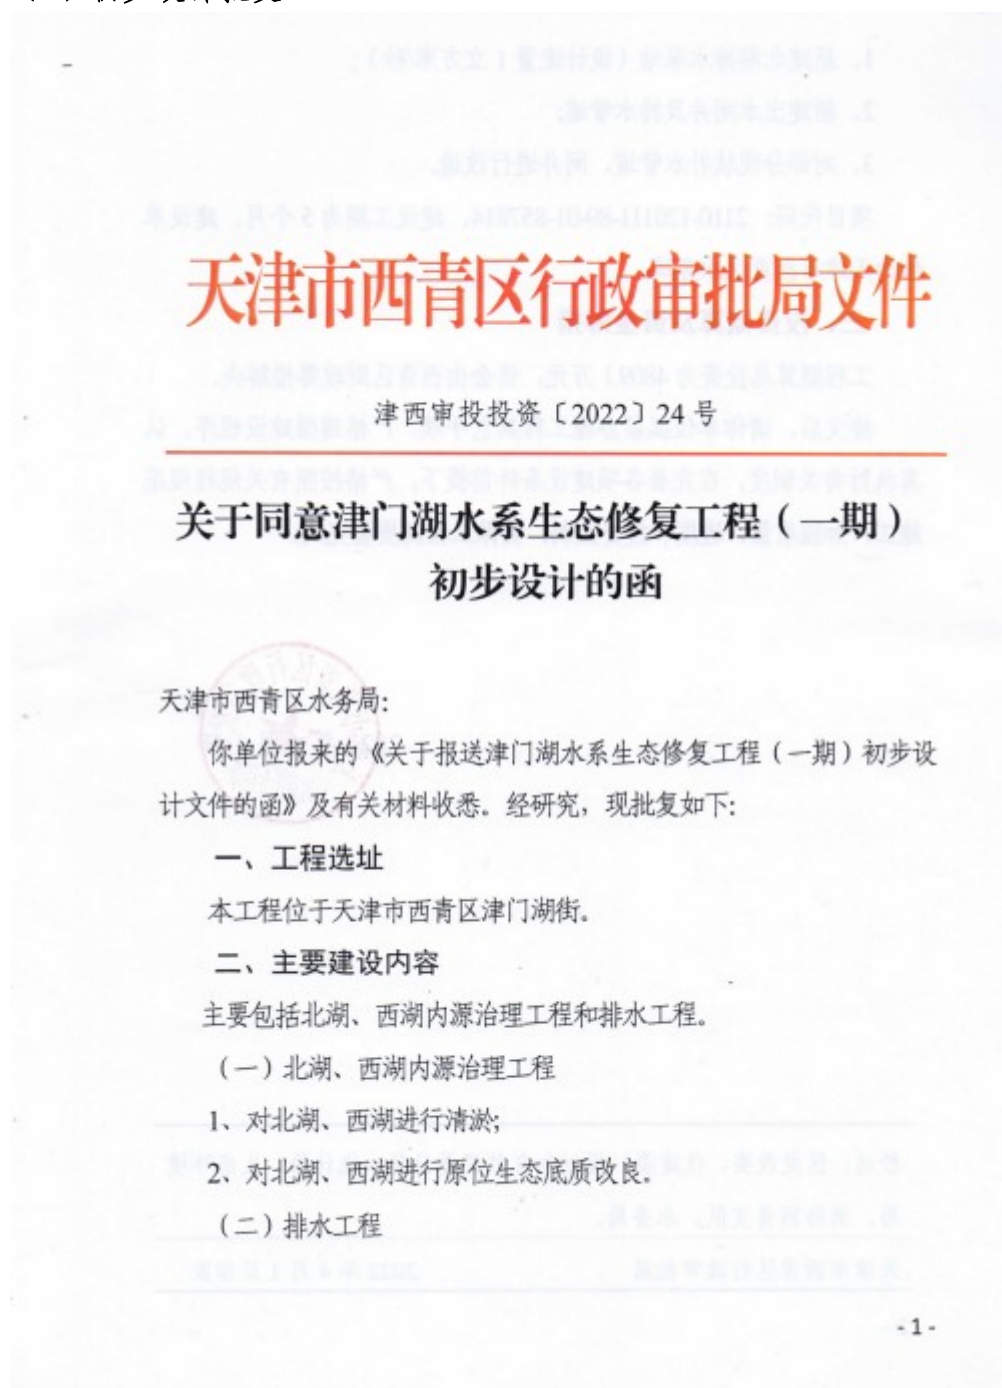 天津市西青区行政审批局文件
津西审投投资〔2022〕24号
关于同意津门湖水系生态修复工程（一期）
初步设计的函
天津市西青区水务局:
你单位报来的《关于报送津门湖水系生态修复工程（一期）初步设
计文件的函》及有关材料收悉。经研究，现批复如下:
一、工程选址
本工程位于天津市西青区津门湖街。
二、主要建设内容
主要包括北湖、西湖内源治理工程和排水工程。
（一）北湖、西湖内源治理工程
1、对北湖、西湖进行清淤;
2、对北湖、西湖进行原位生态底质改良.
（二）排水工程
- 1 -